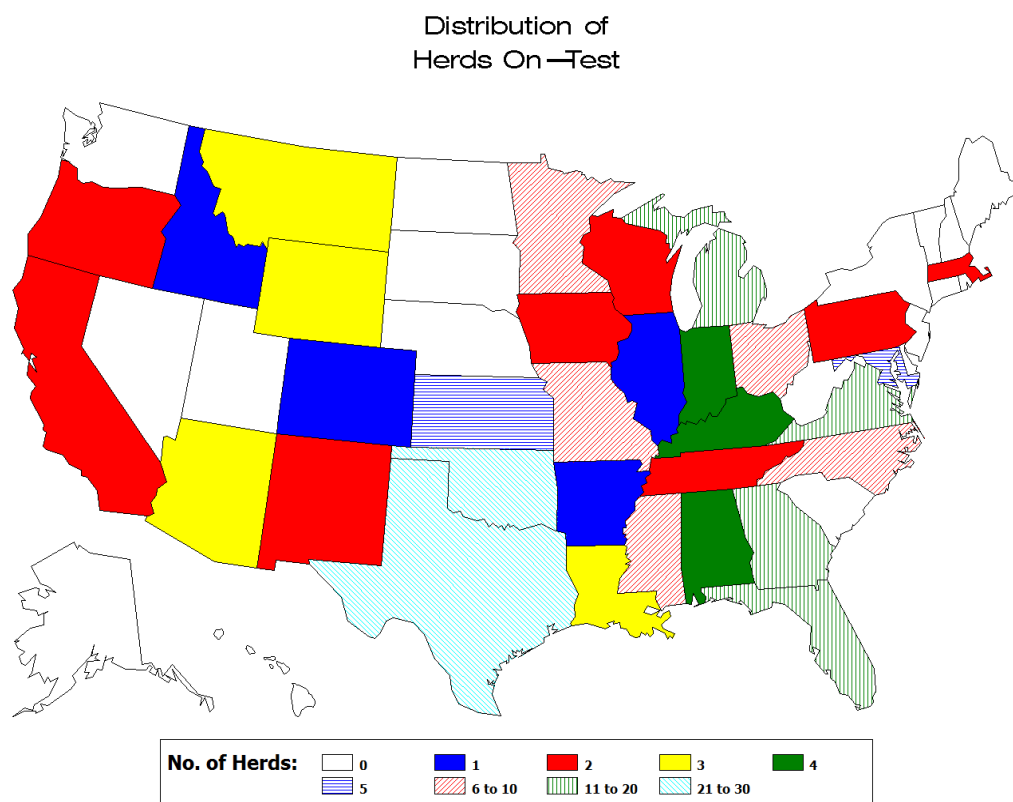 Distribution of
Herds On-Test
No. of Herds: 0 1 2 3 4
5 6 to 10 11 to 20 21 to 30